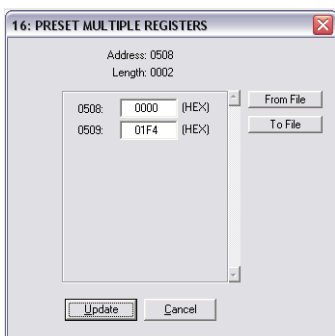 16: PRESET MULTIPLE REGISTERS
Address: 0508
Length: 0002
0508: 0000 (HEX) From File
0509: 01F4 (HEX) To File
Update Cancel